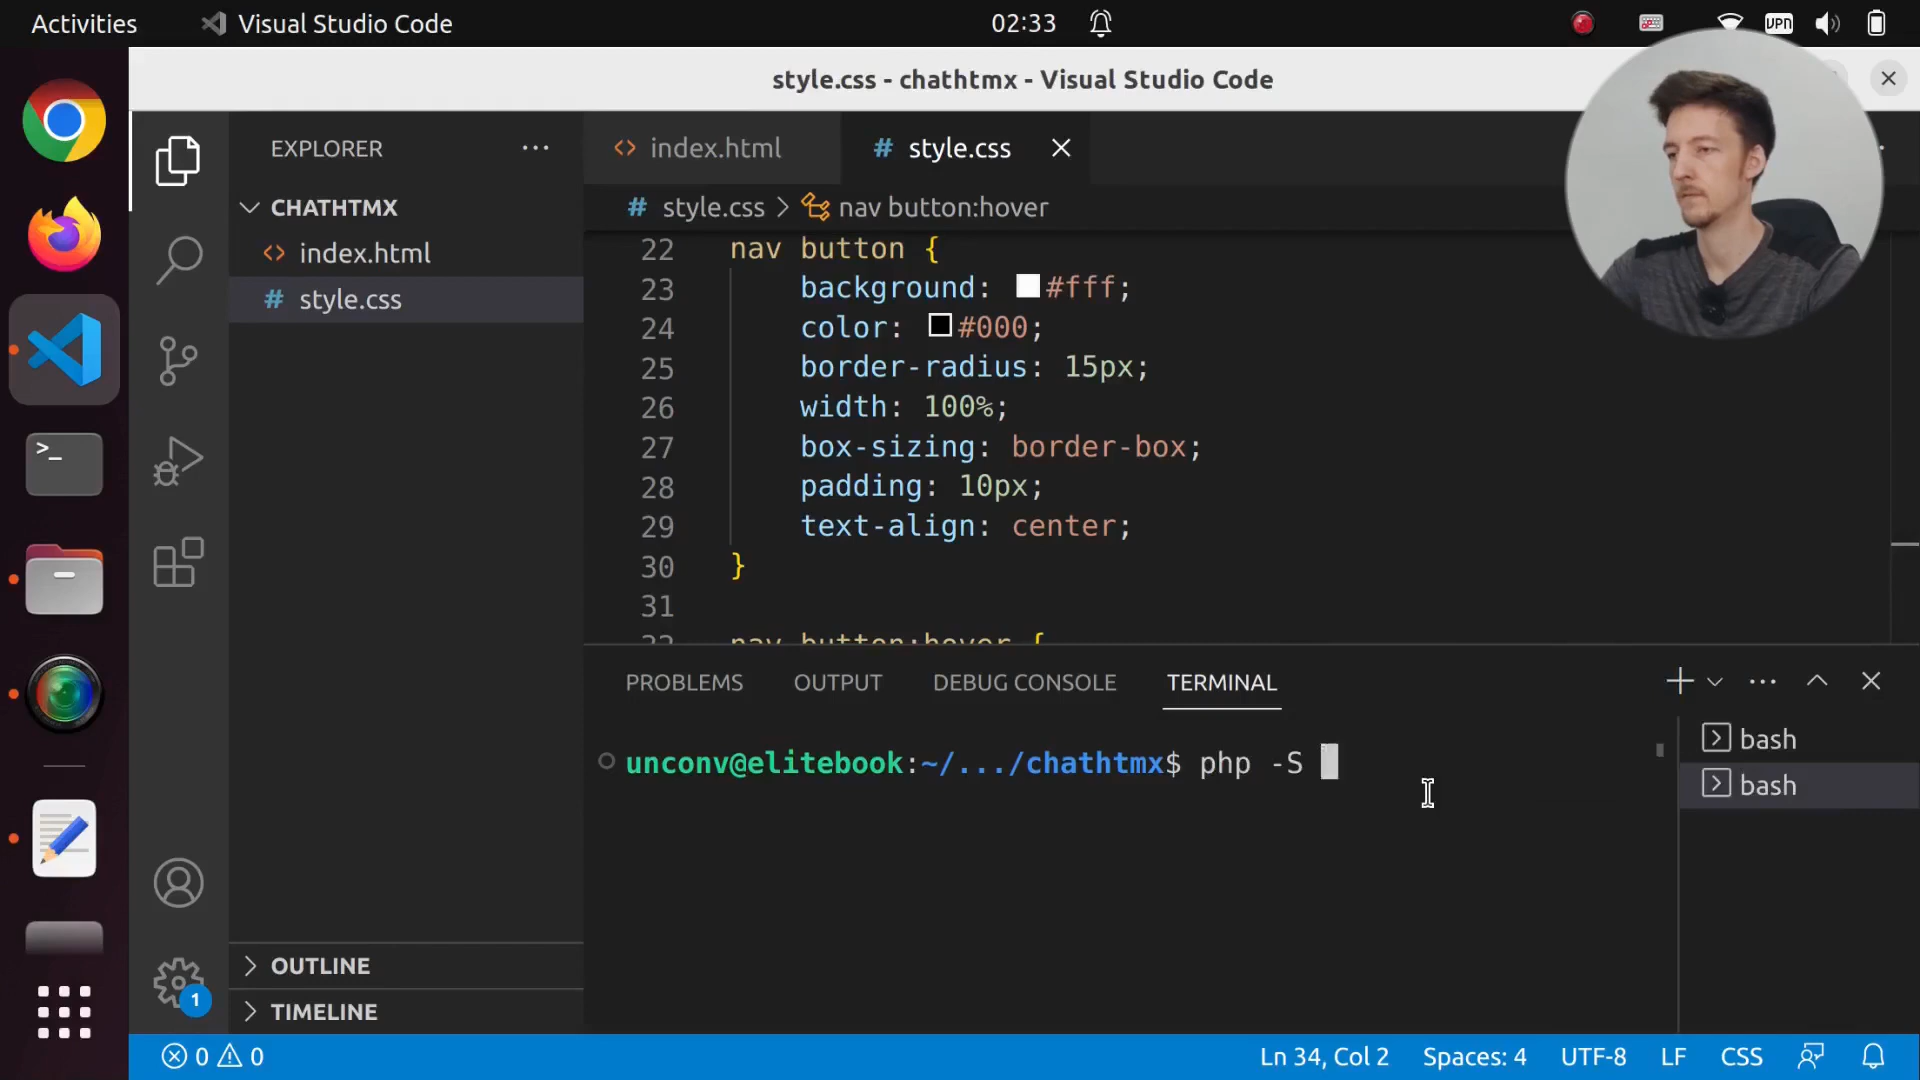 Activities
Visual Studio Code
02:33
VPN
style.css - chathtmx - Visual Studio Code
EXPLORER
index.html
style.css
CHATHTMX
style.css
nav button:hover
index.html
style.css
22 nav button {
23 background: #fff;
24 color: #000;
25 border-radius: 15px;
26 width: 100%;
27 box-sizing: border-box;
28 padding: 10px;
29 text-align: center;
30 }
31
32 nav button:hover {
PROBLEMS
OUTPUT
DEBUG CONSOLE
TERMINAL
unconv@elitebook:~/.../chathtmx$ php -S
bash
bash
OUTLINE
1
TIMELINE
0
0
Ln 34, Col 2
Spaces: 4
UTF-8
LF
CSS